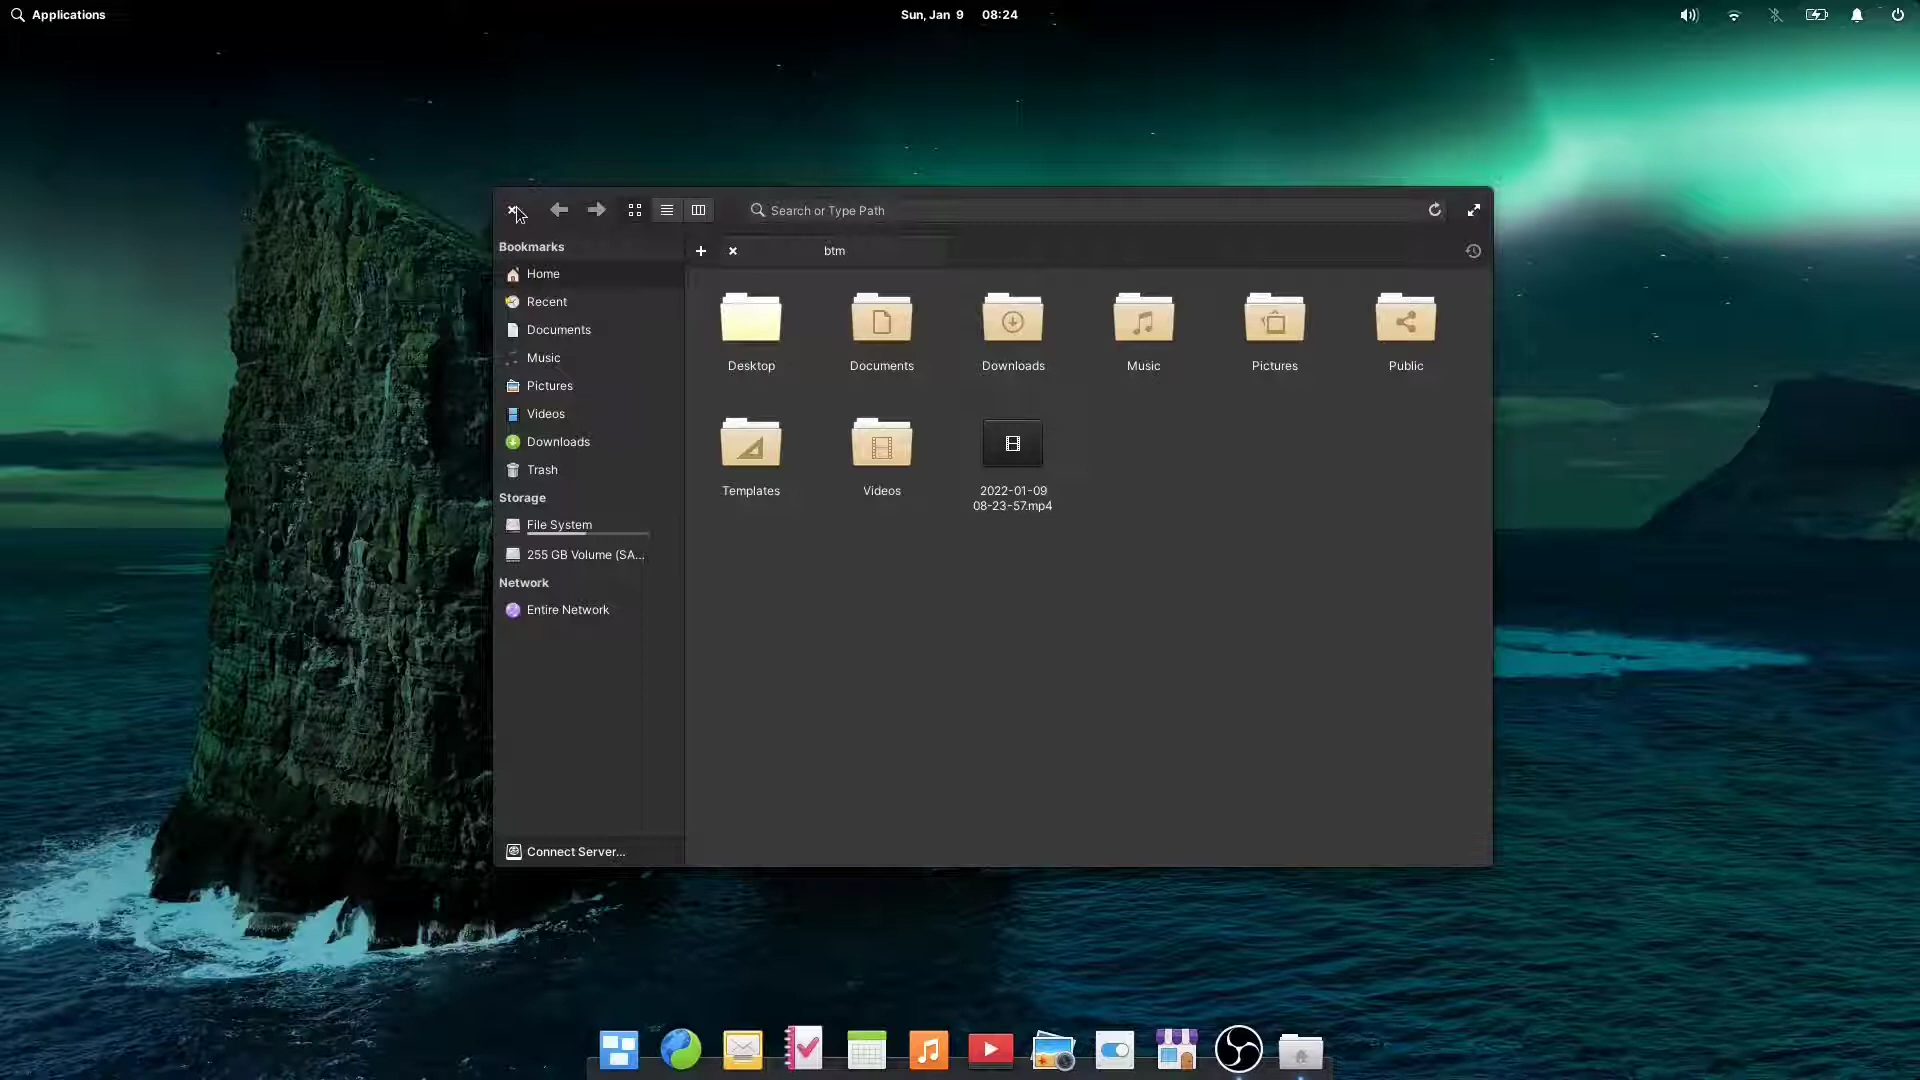 Applications
Sun, Jan 9 08:24
Search or Type Path
Bookmarks
Home
Recent
Documents
Music
Pictures
Videos
Downloads
Trash
Storage
File System
255 GB Volume (SA...
Network
Entire Network
Connect Server...
btm
Desktop
Documents
Downloads
Music
Pictures
Public
Templates
Videos
2022-01-09
08-23-57.mp4